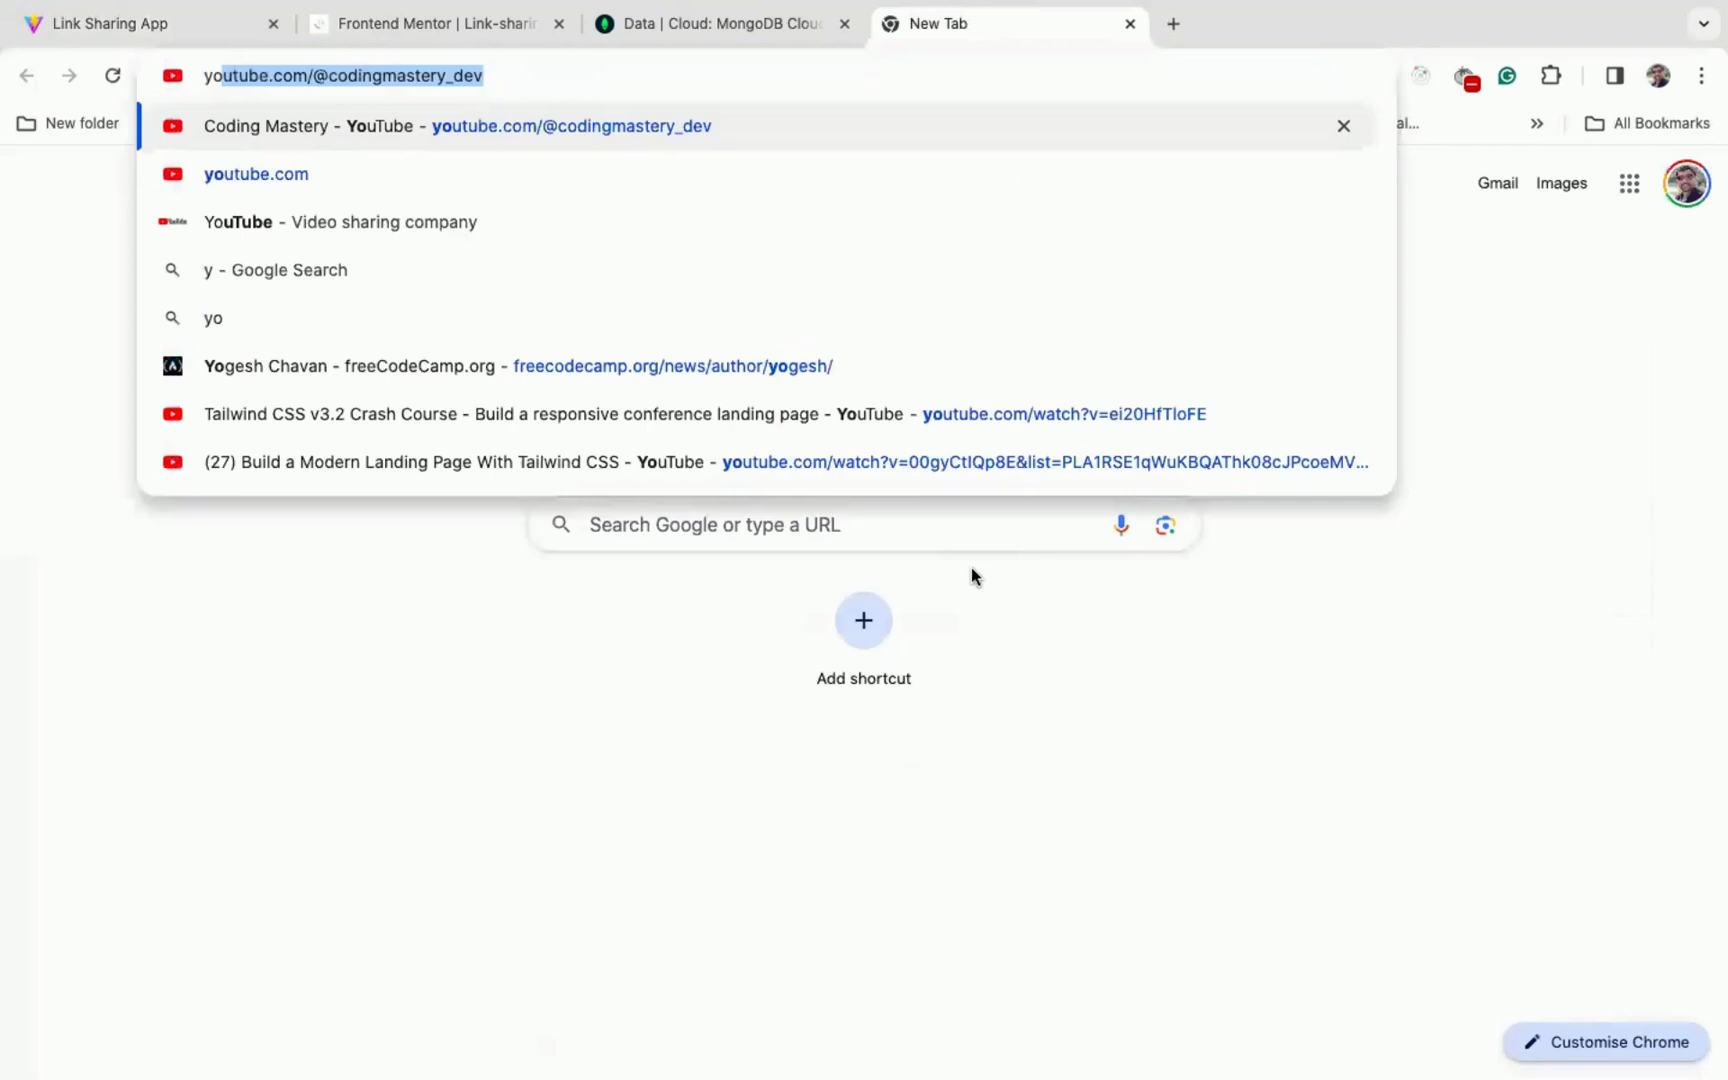 Link Sharing App
Frontend Mentor | Link-sharin
Data | Cloud: MongoDB Clou
New Tab
youtube.com/@codingmastery_dev
New folder
Coding Mastery - YouTube - youtube.com/@codingmastery_dev
al...
All Bookmarks
youtube.com
Gmail
Images
YouTube - Video sharing company
y - Google Search
yo
Yogesh Chavan - freeCodeCamp.org - freecodecamp.org/news/author/yogesh/
Tailwind CSS v3.2 Crash Course - Build a responsive conference landing page - YouTube - youtube.com/watch?v=ei20HfTloFE
(27) Build a Modern Landing Page With Tailwind CSS - YouTube - youtube.com/watch?v=00gyCtIQp8E&list=PLA1RSE1qWuKBQAThk08cJPcoeMV...
Search Google or type a URL
Add shortcut
Customise Chrome